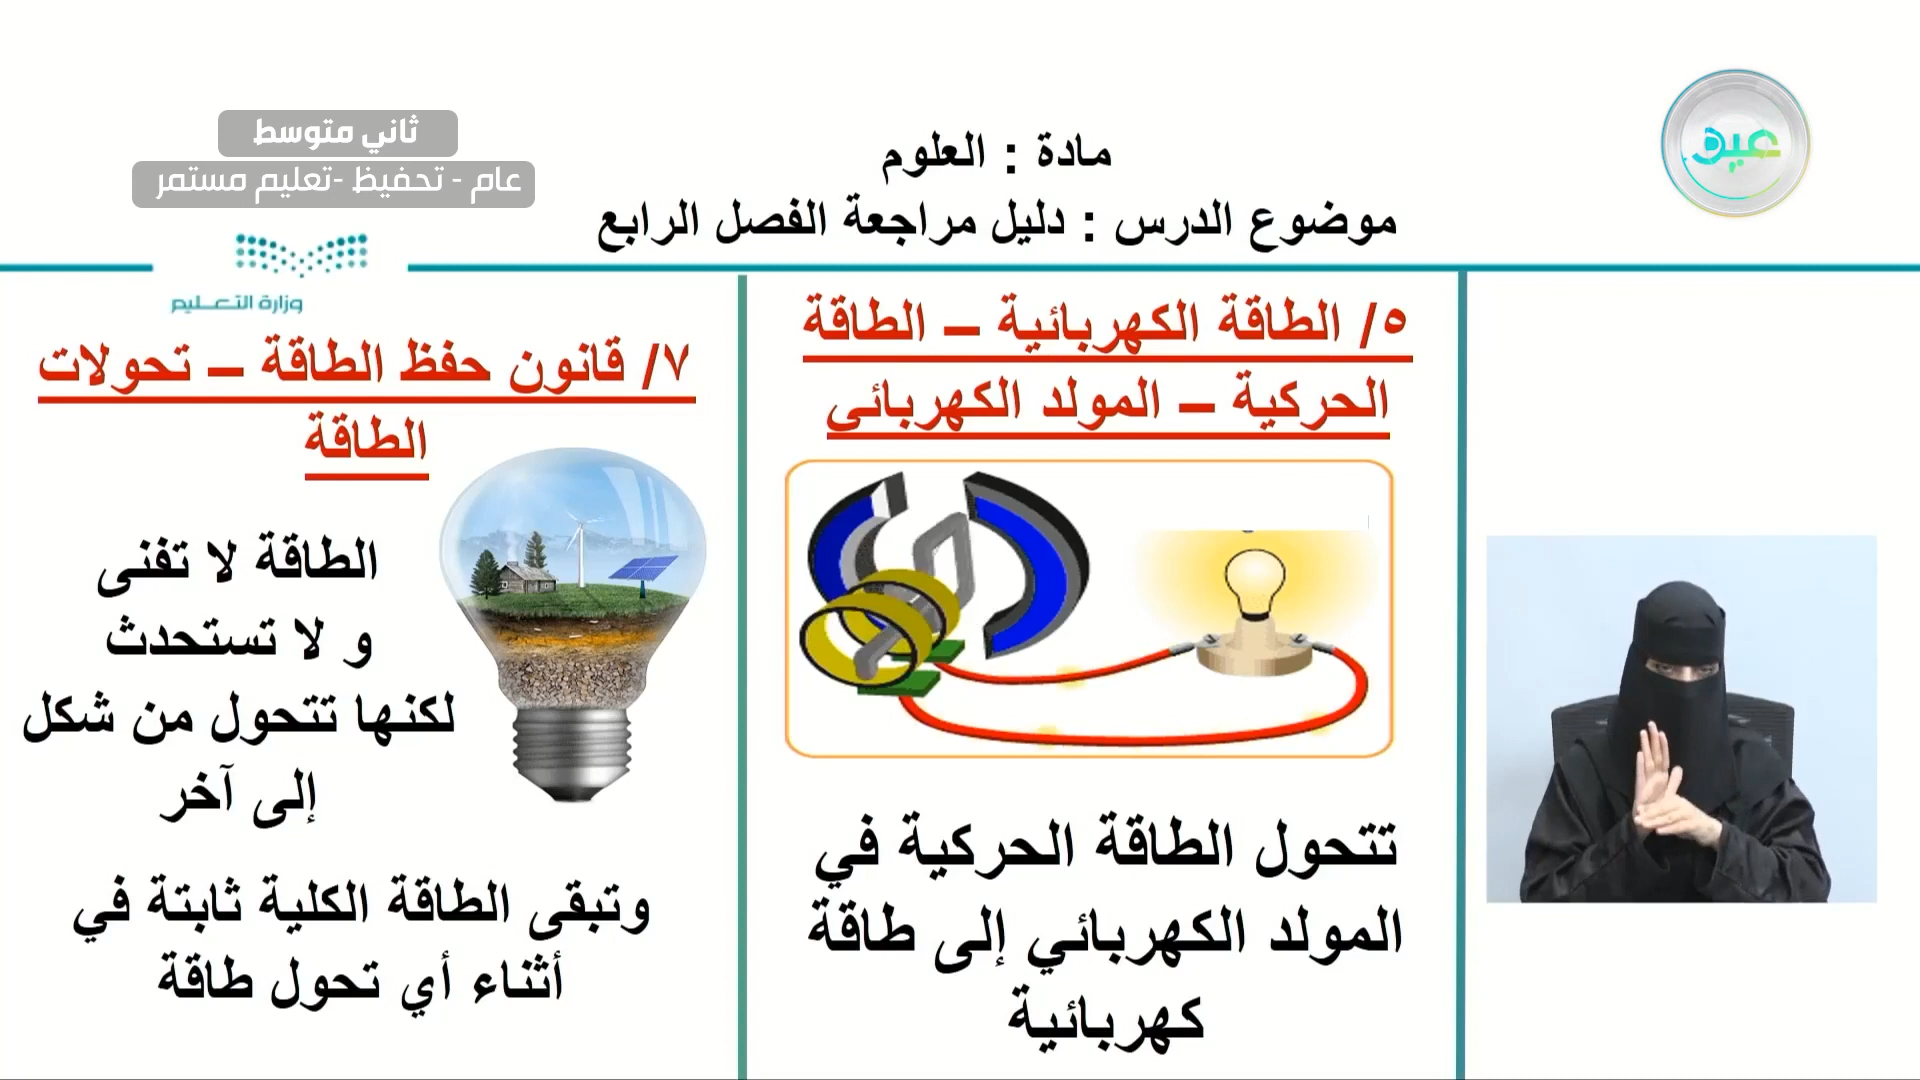 ثاني متوسط
عام - تحفيظ -تعليم مستمر
عين
مادة : العلوم
موضوع الدرس : دليل مراجعة الفصل الرابع
وزارة التعليم
٥/ الطاقة الكهربائية – الطاقة
الحركية – المولد الكهربائي
تتحول الطاقة الحركية في
المولد الكهربائي إلى طاقة
كهربائية
٧/ قانون حفظ الطاقة – تحولات
الطاقة
الطاقة لا تفنى
و لا تستحدث
لكنها تتحول من شكل
إلى آخر
وتبقى الطاقة الكلية ثابتة في
أثناء أي تحول طاقة